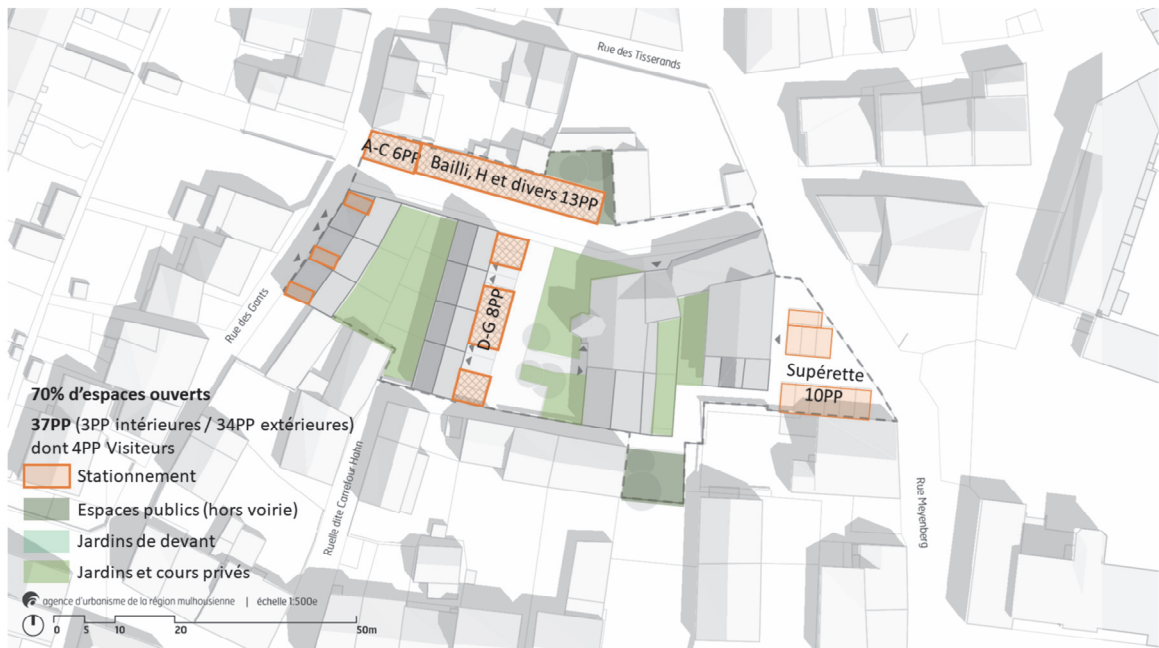 Rue des Tisserands
A-C 6PP
Bailli, H et divers 13PP
D-G 8PP
Rue des Gants
Supérette
10PP
70% d’espaces ouverts
37PP (3PP intérieures / 34PP extérieures)
dont 4PP Visiteurs
Stationnement
Espaces publics (hors voirie)
Jardins de devant
Jardins et cours privés
Ruelle dite Carrefour Hahn
Rue Meyenberg
agence d'urbanisme de la région mulhousienne | échelle 1:500e
0 5 10 20 50m